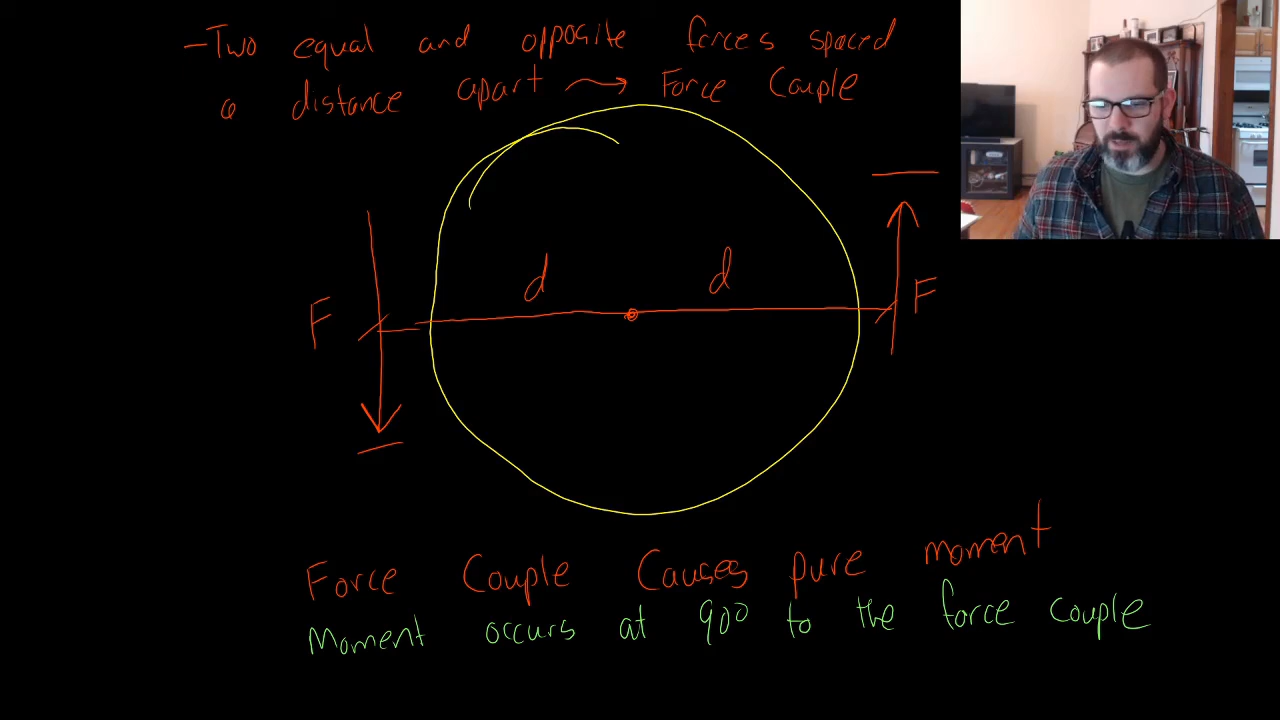 - Two equal and opposite forces spaced
a distance apart → Force Couple
d
d
F
F
Force Couple Causes pure moment
Moment occurs at 90° to the force couple